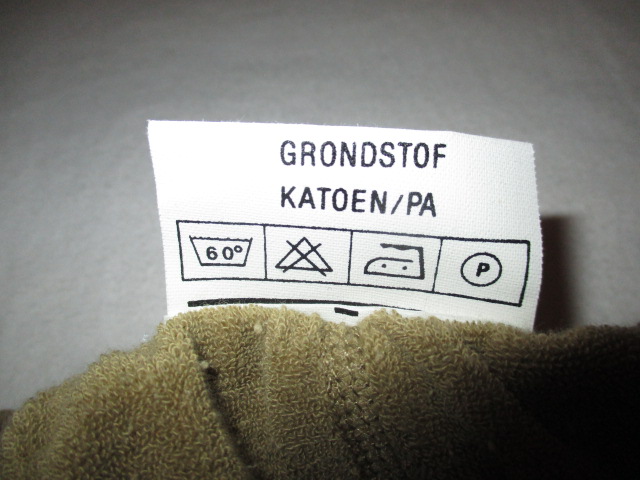 GRONDSTOF
KATOEN/PA
60°
P